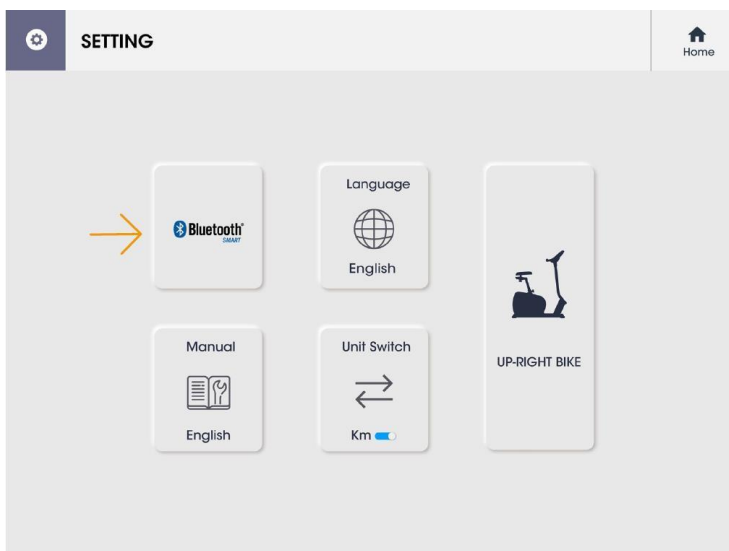 SETTING
Home
Bluetooth®
SMART
Language
English
Manual
English
Unit Switch
Km
UP-RIGHT BIKE